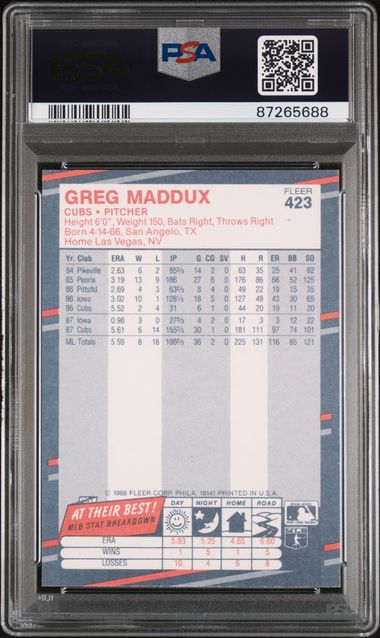 PSA
87265688
FLEER
GREG MADDUX 423
CUBS • PITCHER
Height 6'0", Weight 150, Bats Right, Throws Right
Born 4-14-66, San Angelo, TX
Home Las Vegas, NV
Yr. Club ERA W L IP G CG SV H R ER BB SO
84 Pikeville 2.63 6 2 85⅔ 14 2 0 63 35 25 41 62
85 Peoria 3.19 13 9 186 27 6 0 176 86 66 52 125
86 Pittsfld 2.69 4 3 63⅔ 8 4 0 49 22 19 15 35
86 Iowa 3.02 10 1 128⅓ 18 5 0 127 49 43 30 65
86 Cubs 5.52 2 4 31 6 1 0 44 20 19 11 20
87 Iowa 0.98 3 0 27⅔ 4 2 0 17 3 3 12 22
87 Cubs 5.61 6 14 155⅔ 30 1 0 181 111 97 74 101
ML Totals 5.59 8 18 186⅔ 36 2 0 225 131 116 85 121
© 1988 FLEER CORP. PHILA. 19141 PRINTED IN U.S.A.
AT THEIR BEST!
MLB STAT BREAKDOWN
DAY NIGHT HOME ROAD
ERA 5.83 5.25 4.65 6.60
WINS 1 5 1 5
LOSSES 10 4 6 8